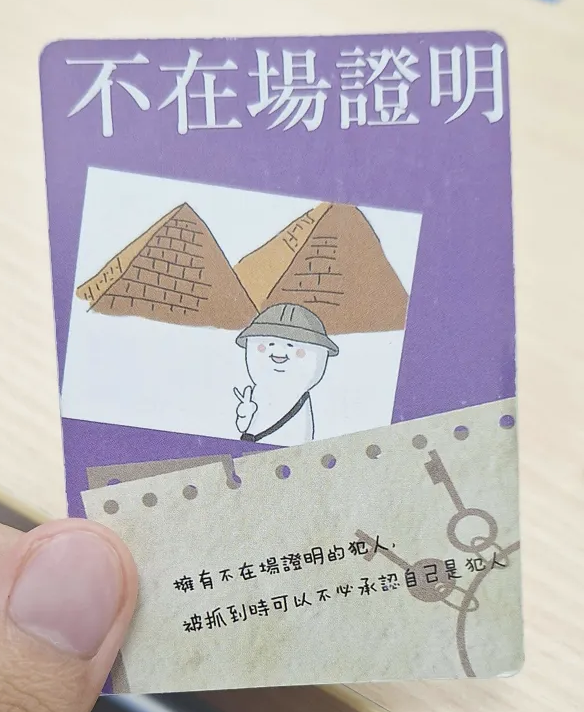 不在場證明
擁有不在場證明的犯人,
被抓到時可以不必承認自己是犯人